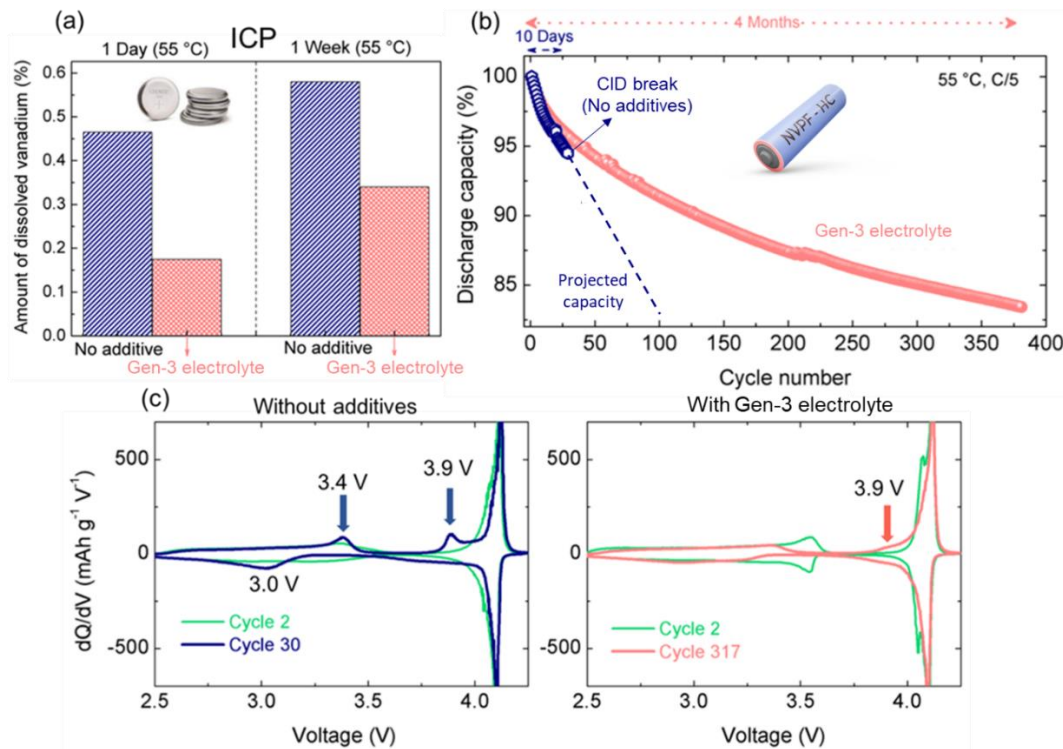 (a)
ICP
1 Day (55 °C)
1 Week (55 °C)
Amount of dissolved vanadium (%)
0.6
0.5
0.4
0.3
0.2
0.1
0.0
No additive
Gen-3 electrolyte
No additive
Gen-3 electrolyte
(b)
4 Months
10 Days
55 °C, C/5
CID break
(No additives)
NVPF - HC
Gen-3 electrolyte
Projected
capacity
Discharge capacity (%)
100
95
90
85
0 50 100 150 200 250 300 350 400
Cycle number
(c)
Without additives
3.4 V
3.9 V
3.0 V
Cycle 2
Cycle 30
dQ/dV (mAh g⁻¹ V⁻¹)
500
0
-500
2.5 3.0 3.5 4.0
Voltage (V)
With Gen-3 electrolyte
3.9 V
Cycle 2
Cycle 317
500
0
-500
2.5 3.0 3.5 4.0
Voltage (V)